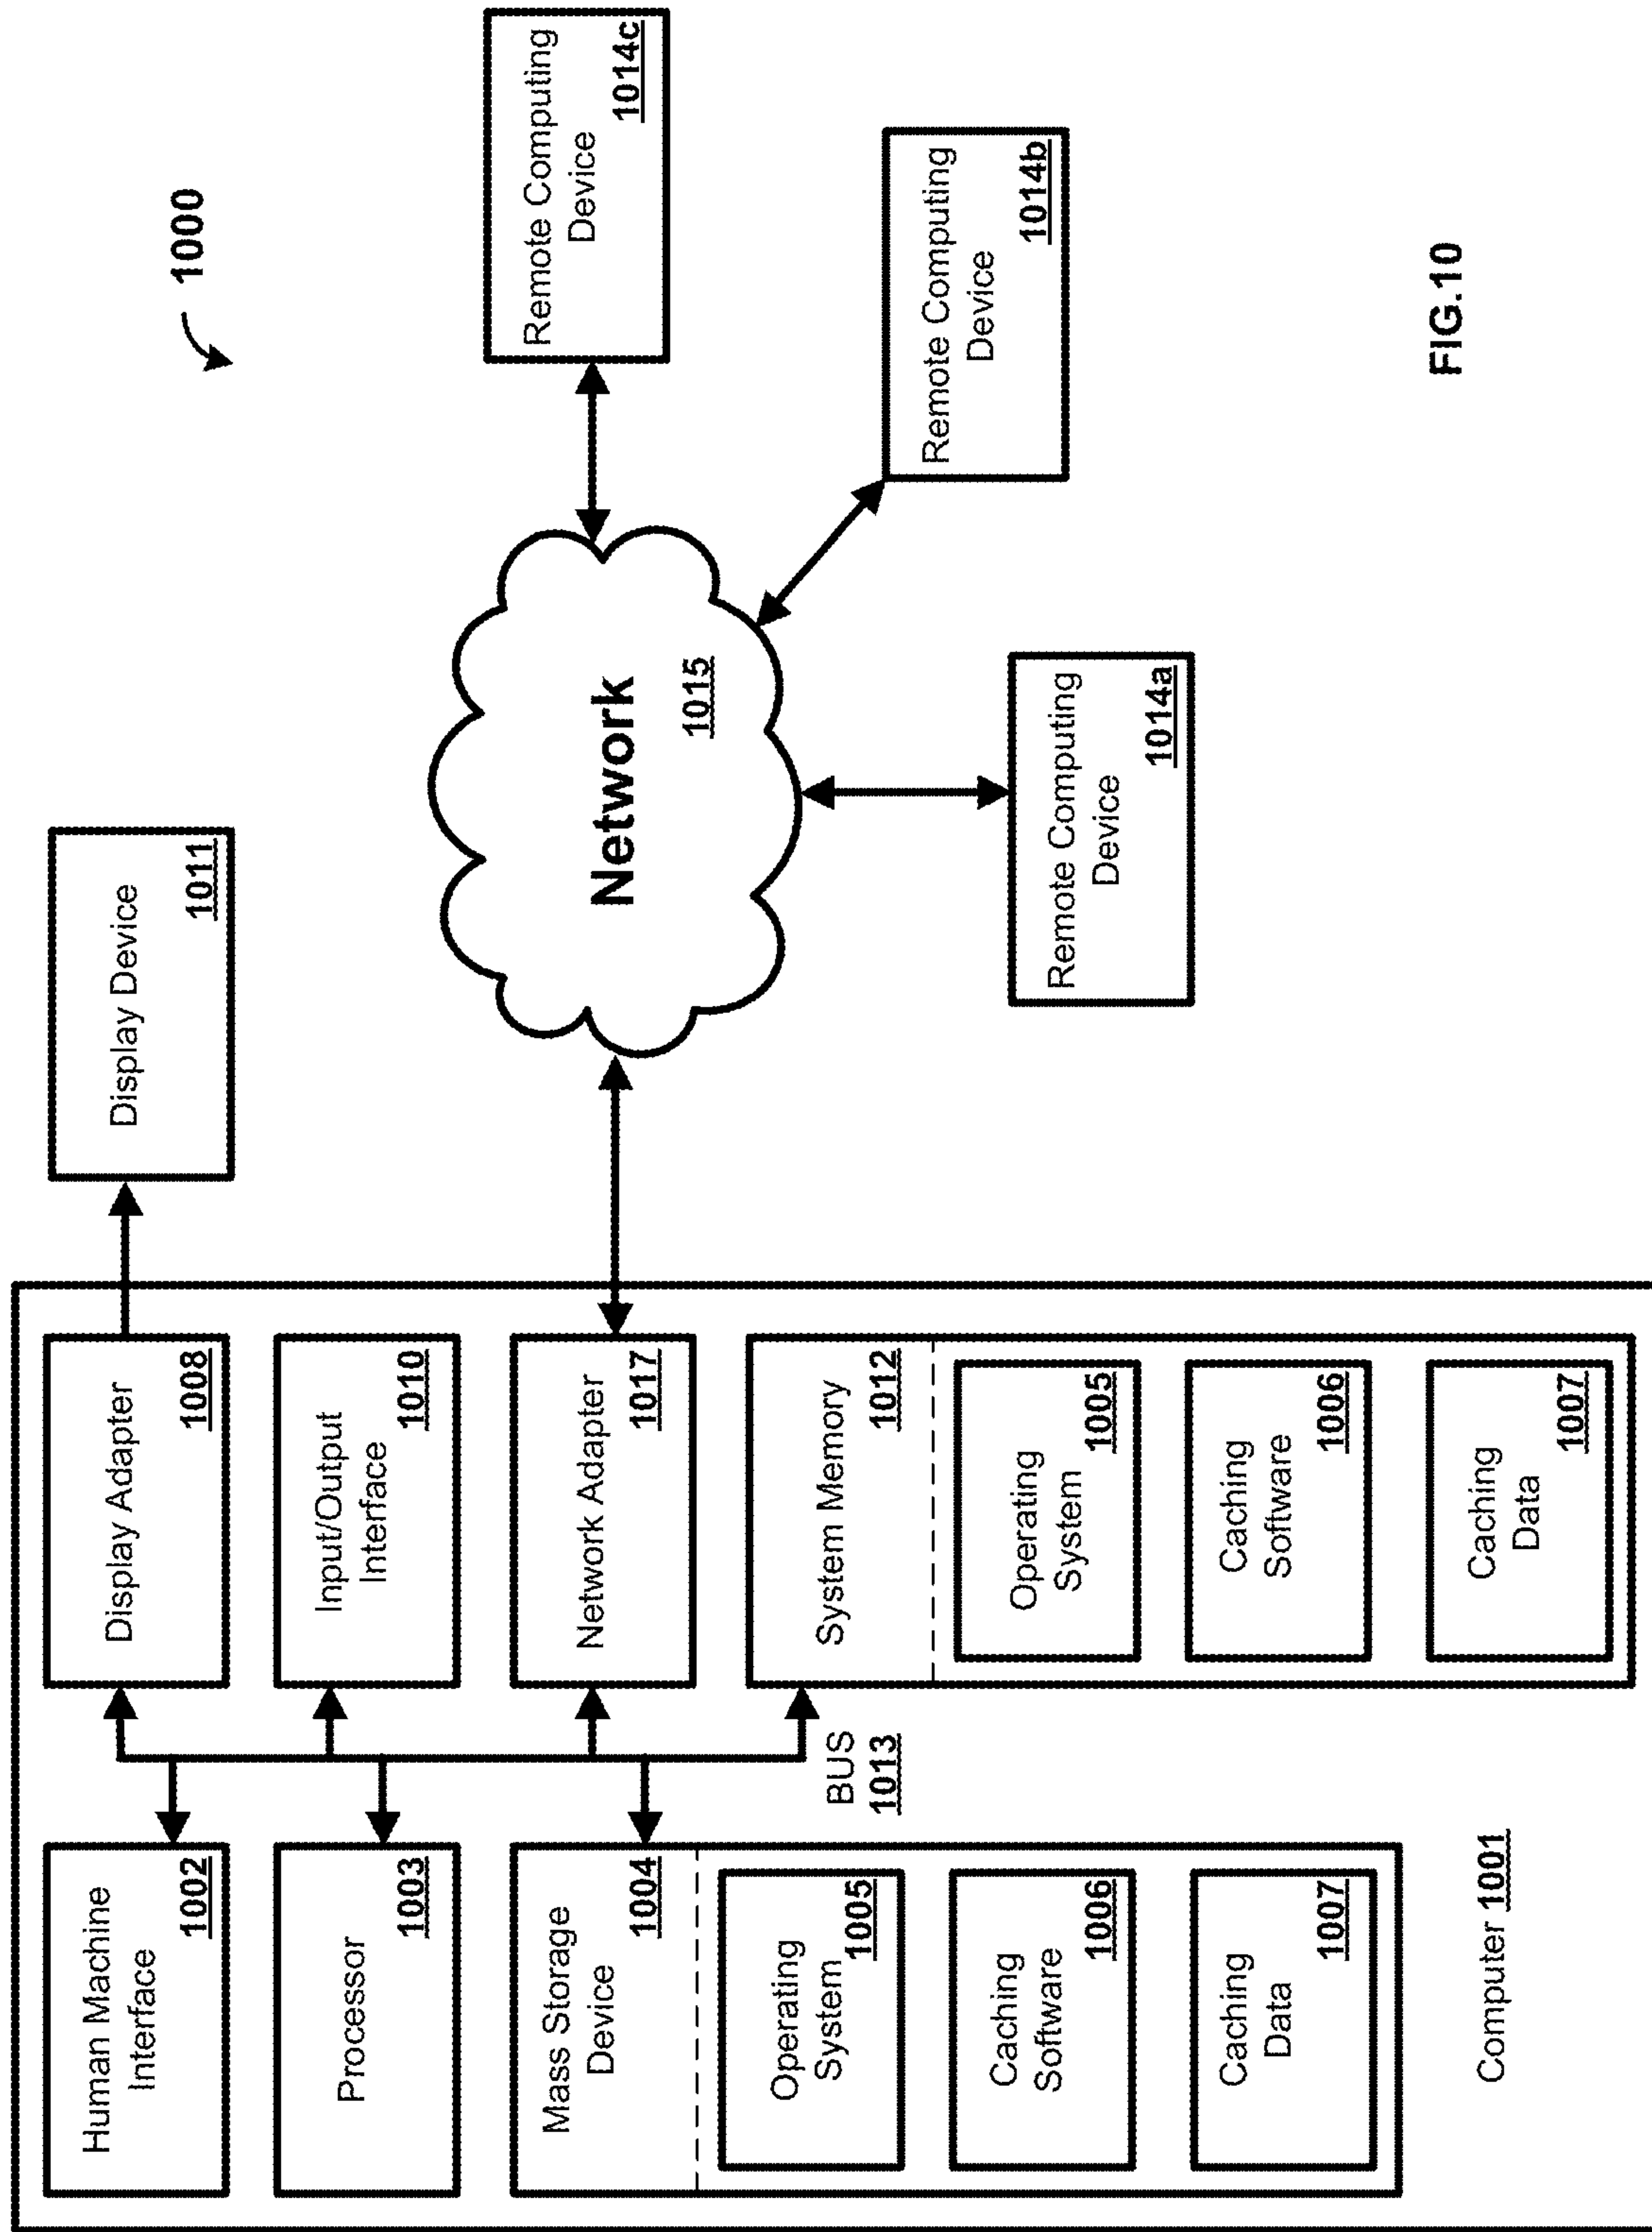 1000
Human Machine
Interface
1002
Display Adapter
1008
Display Device
1011
Processor
1003
Input/Output
Interface
1010
Mass Storage
Device
1004
Network Adapter
1017
Network
1015
Remote Computing
Device
1014c
Operating
System
1005
Caching
Software
1006
Caching
Data
1007
BUS
1013
System Memory
1012
Operating
System
1005
Caching
Software
1006
Caching
Data
1007
Remote Computing
Device
1014b
Remote Computing
Device
1014a
Computer 1001
FIG.10